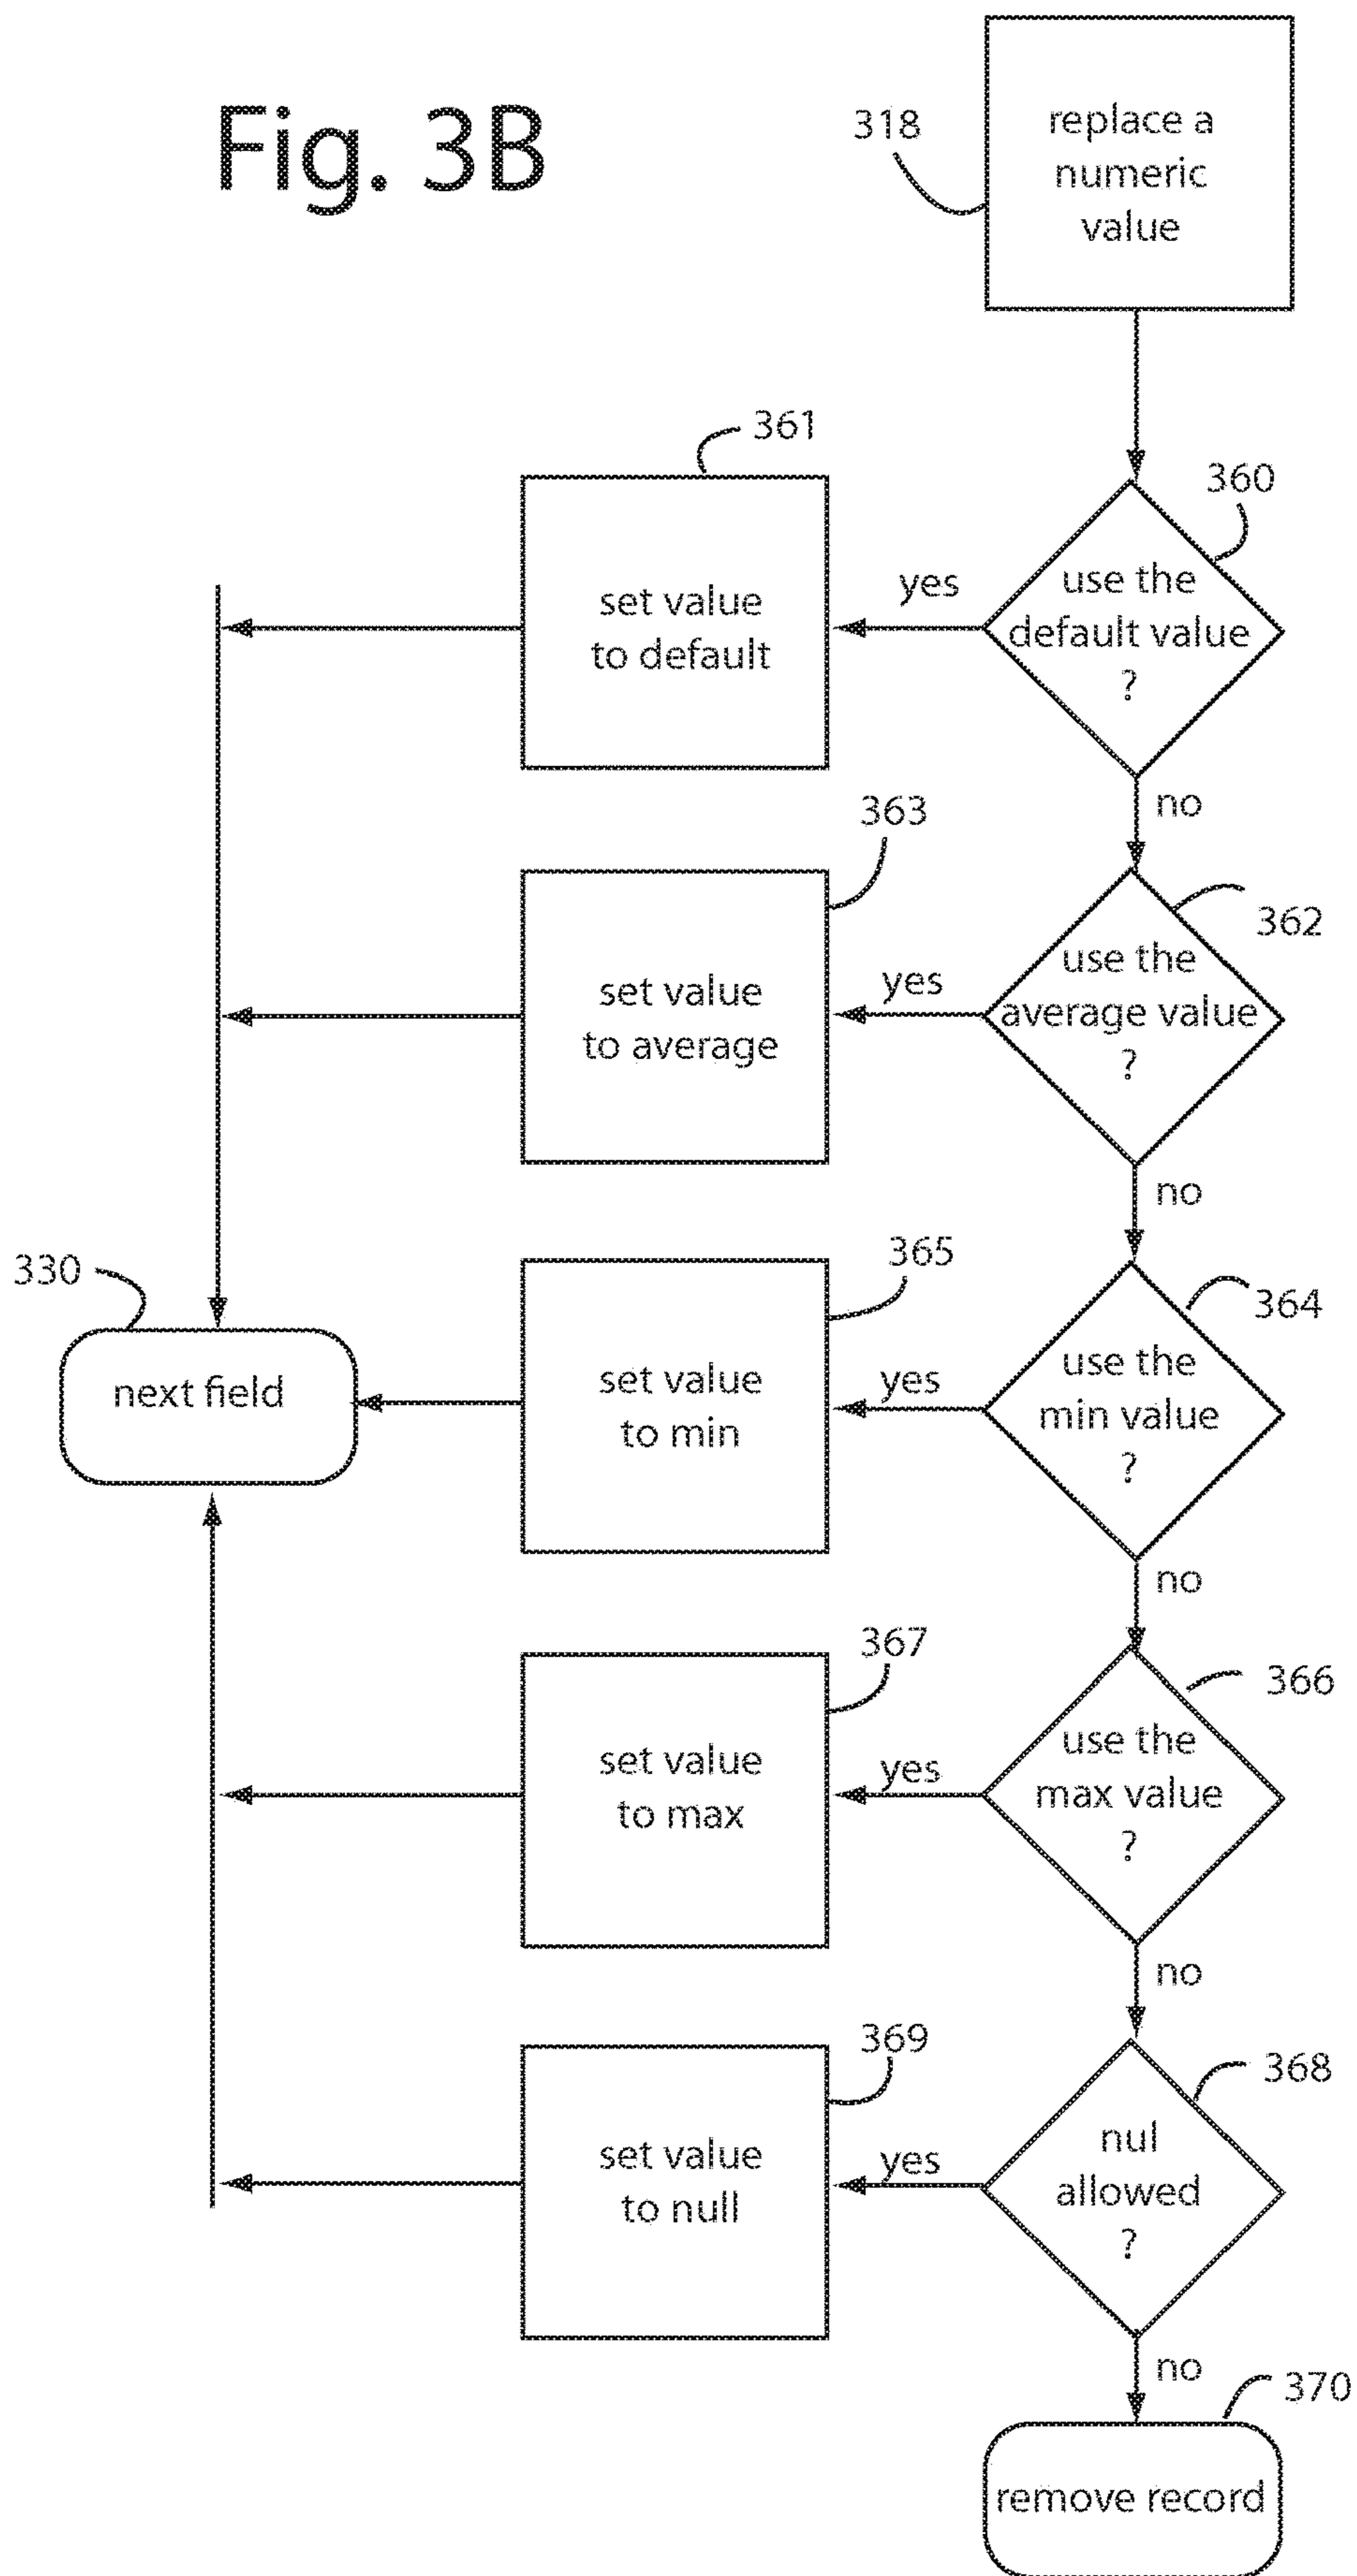 Fig. 3B
318
replace a
numeric
value
361
360
set value
to default
yes
use the
default value
?
no
363
362
set value
to average
yes
use the
average value
?
no
330
next field
365
364
set value
to min
yes
use the
min value
?
no
367
366
set value
to max
yes
use the
max value
?
no
369
368
set value
to null
yes
nul
allowed
?
no
370
remove record